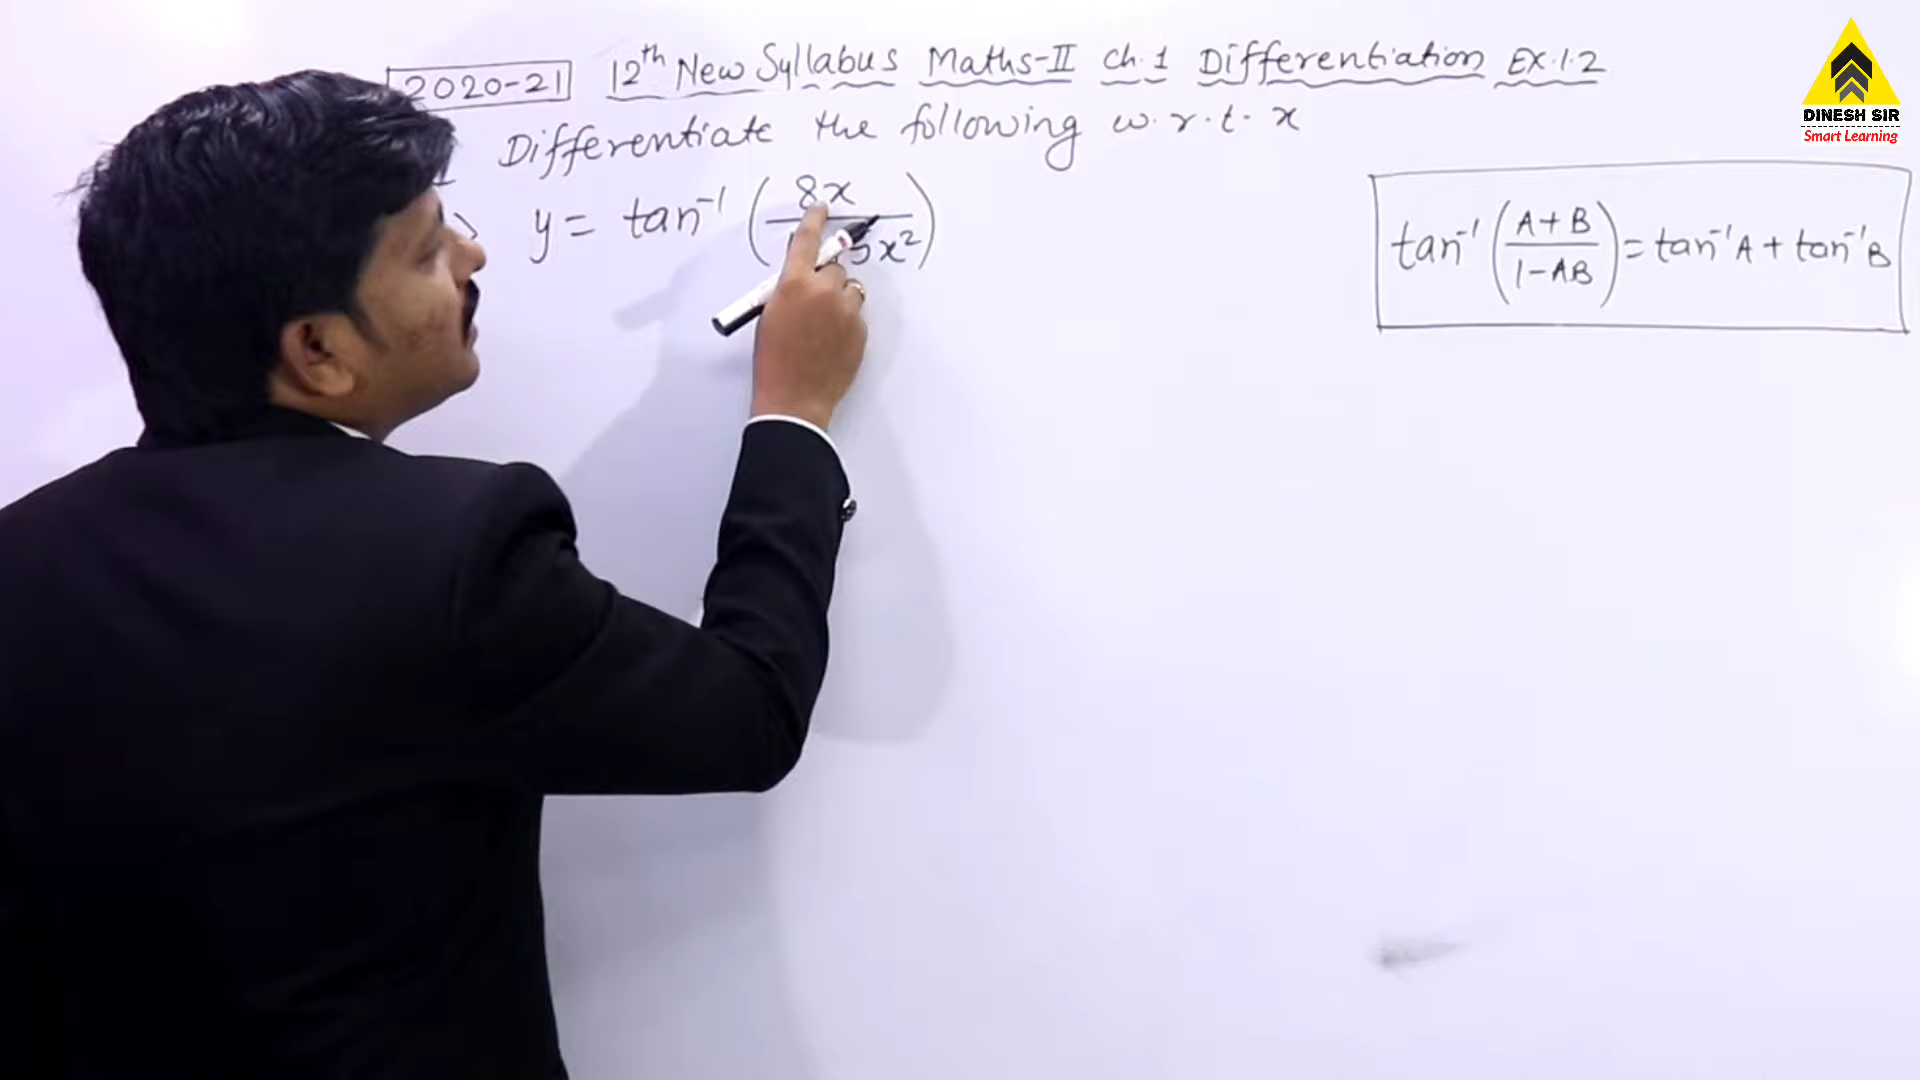 2020-21 12th New Syllabus Maths-II Ch.1 Differentiation Ex.1.2
Differentiate the following w.r.t. x
y = tan⁻¹ (8x / 5x²)
tan⁻¹ (A+B / 1-AB) = tan⁻¹A + tan⁻¹B
DINESH SIR
Smart Learning